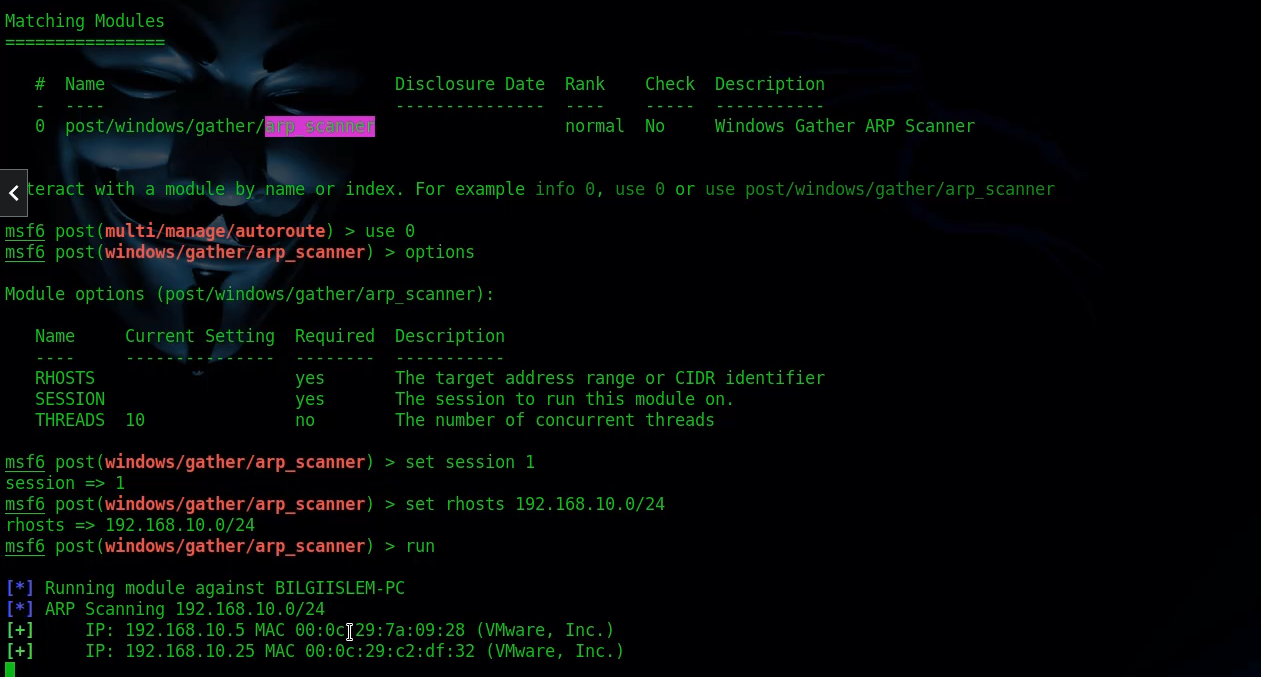 Matching Modules
================
# Name Disclosure Date Rank Check Description
- ---- --------------- ---- ----- -----------
0 post/windows/gather/arp_scanner normal No Windows Gather ARP Scanner
teract with a module by name or index. For example info 0, use 0 or use post/windows/gather/arp_scanner
msf6 post(multi/manage/autoroute) > use 0
msf6 post(windows/gather/arp_scanner) > options
Module options (post/windows/gather/arp_scanner):
Name Current Setting Required Description
---- --------------- -------- -----------
RHOSTS yes The target address range or CIDR identifier
SESSION yes The session to run this module on.
THREADS 10 no The number of concurrent threads
msf6 post(windows/gather/arp_scanner) > set session 1
session => 1
msf6 post(windows/gather/arp_scanner) > set rhosts 192.168.10.0/24
rhosts => 192.168.10.0/24
msf6 post(windows/gather/arp_scanner) > run
[*] Running module against BILGIISLEM-PC
[*] ARP Scanning 192.168.10.0/24
[+] IP: 192.168.10.5 MAC 00:0c:29:7a:09:28 (VMware, Inc.)
[+] IP: 192.168.10.25 MAC 00:0c:29:c2:df:32 (VMware, Inc.)